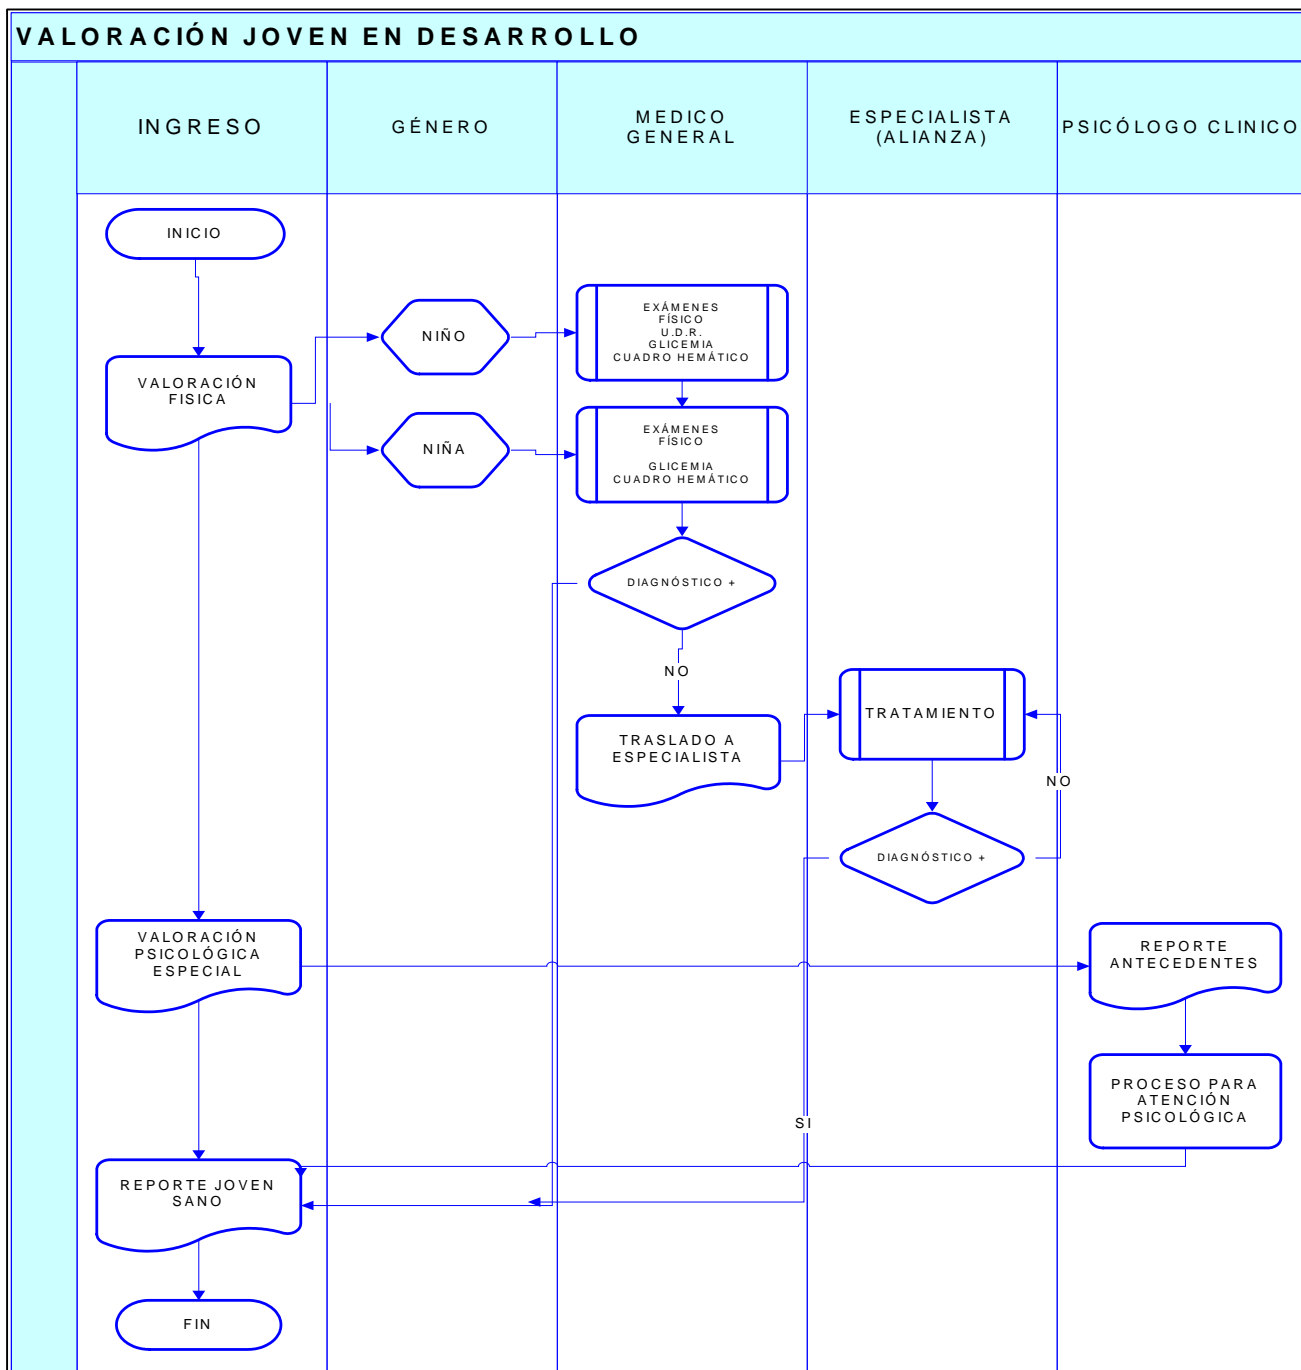 VALORACIÓN JOVEN EN DESARROLLO
INGRESO
GÉNERO
MEDICO
GENERAL
ESPECIALISTA
(ALIANZA)
PSICÓLOGO CLINICO
INICIO
EXÁMENES
FÍSICO
U.D.R.
GLICEMIA
CUADRO HEMÁTICO
NIÑO
VALORACIÓN
FISICA
NIÑA
EXÁMENES
FÍSICO
GLICEMIA
CUADRO HEMÁTICO
DIAGNÓSTICO +
NO
TRASLADO A
ESPECIALISTA
TRATAMIENTO
NO
DIAGNÓSTICO +
VALORACIÓN
PSICOLÓGICA
ESPECIAL
REPORTE
ANTECEDENTES
PROCESO PARA
ATENCIÓN
PSICOLÓGICA
SI
REPORTE JOVEN
SANO
FIN